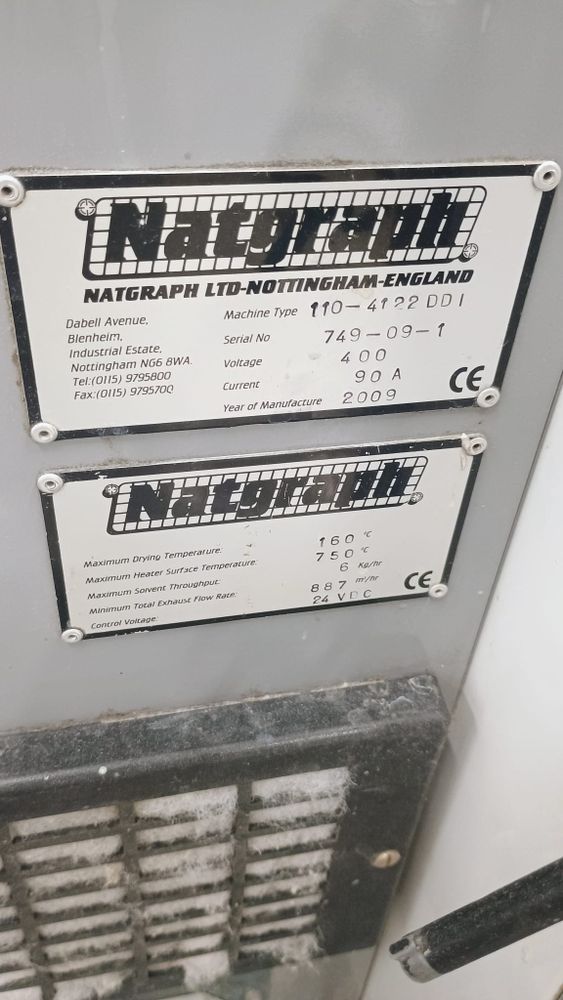 Natgraph
NATGRAPH LTD-NOTTINGHAM-ENGLAND
Dabell Avenue,
Blenheim,
Industrial Estate,
Nottingham NG6 8WA.
Tel:(0115) 9795800
Fax:(0115) 9795700
Machine Type 110-4122 DDI
Serial No 749-09-1
Voltage 400
Current 90 A
Year of Manufacture 2009
CE
Natgraph
Maximum Drying Temperature: 160 °C
Maximum Heater Surface Temperature: 750 °C
Maximum Solvent Throughput: 6 Kg/hr
Minimum Total Exhaust Flow Rate: 887 m³/hr
Control Voltage: 24 VDC
CE